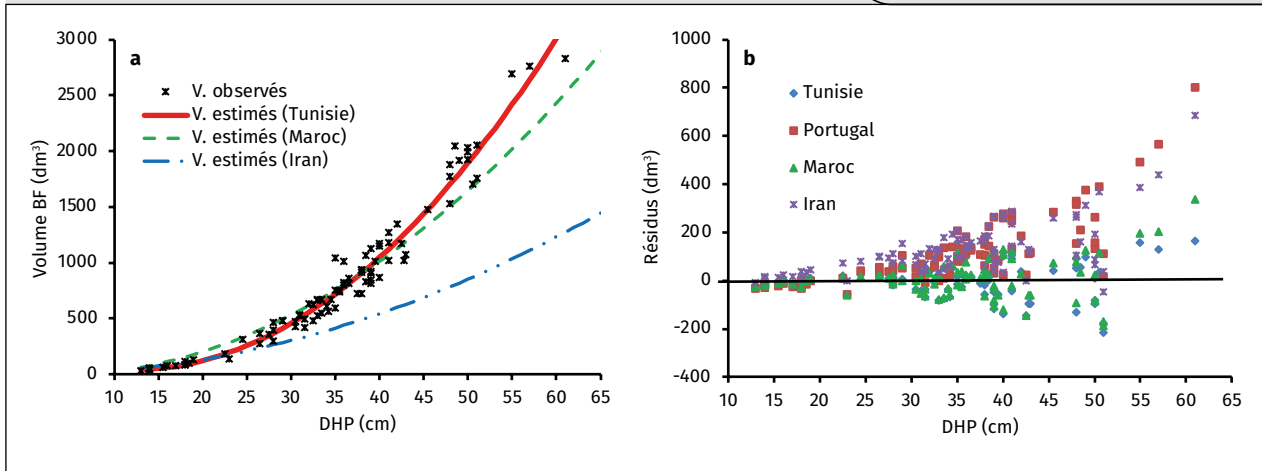 a
Volume BF (dm³)
3000
2500
2000
1500
1000
500
0
10 15 20 25 30 35 40 45 50 55 60 65
DHP (cm)
V. observés
V. estimés (Tunisie)
V. estimés (Maroc)
V. estimés (Iran)
b
Résidus (dm³)
1000
800
600
400
200
0
-200
-400
10 15 20 25 30 35 40 45 50 55 60 65
DHP (cm)
Tunisie
Portugal
Maroc
Iran